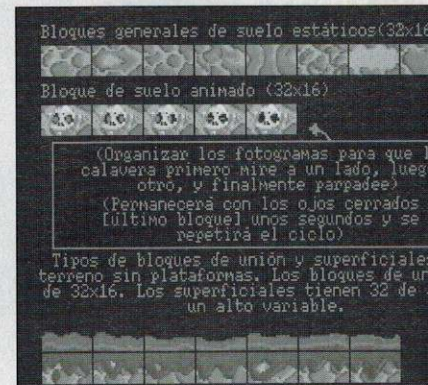 Bloques generales de suelo estáticos(32x16
Bloque de suelo animado (32x16)
(Organizar los fotogramas para que l
calavera primero mire a un lado, lueg
otro, y finalmente parpadee)
(Permanecerá con los ojos cerrados
[último bloque] unos segundos y se
repetirá el ciclo)
Tipos de bloques de unión y superficiales
terreno sin plataformas. Los bloques de un
de 32x16. Los superficiales tienen 32 de
un alto variable.